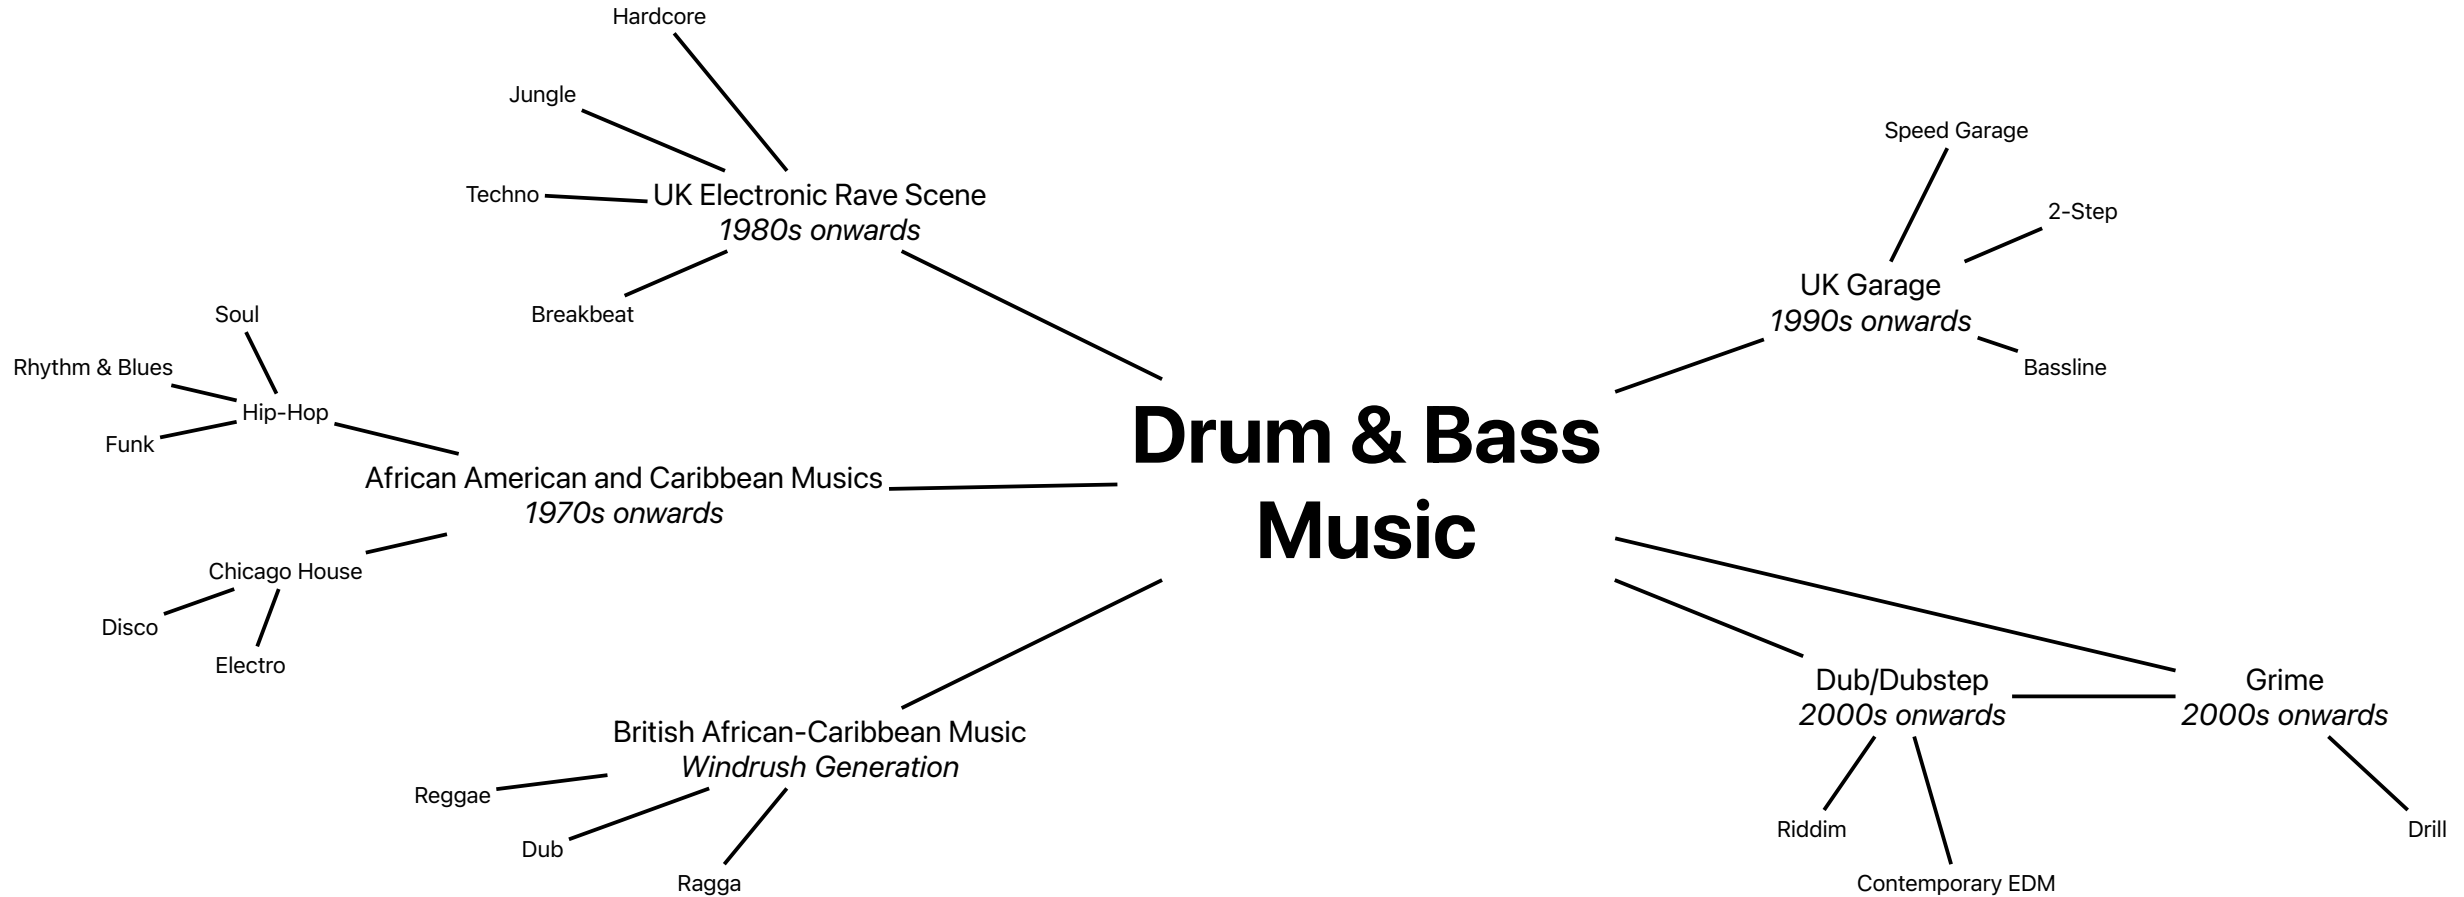 Hardcore
Jungle
Techno
UK Electronic Rave Scene
1980s onwards
Breakbeat
Soul
Rhythm & Blues
Hip-Hop
Funk
African American and Caribbean Musics
1970s onwards
Chicago House
Disco
Electro
British African-Caribbean Music
Windrush Generation
Reggae
Dub
Ragga
Drum & Bass
Music
Speed Garage
2-Step
UK Garage
1990s onwards
Bassline
Dub/Dubstep
2000s onwards
Riddim
Contemporary EDM
Grime
2000s onwards
Drill